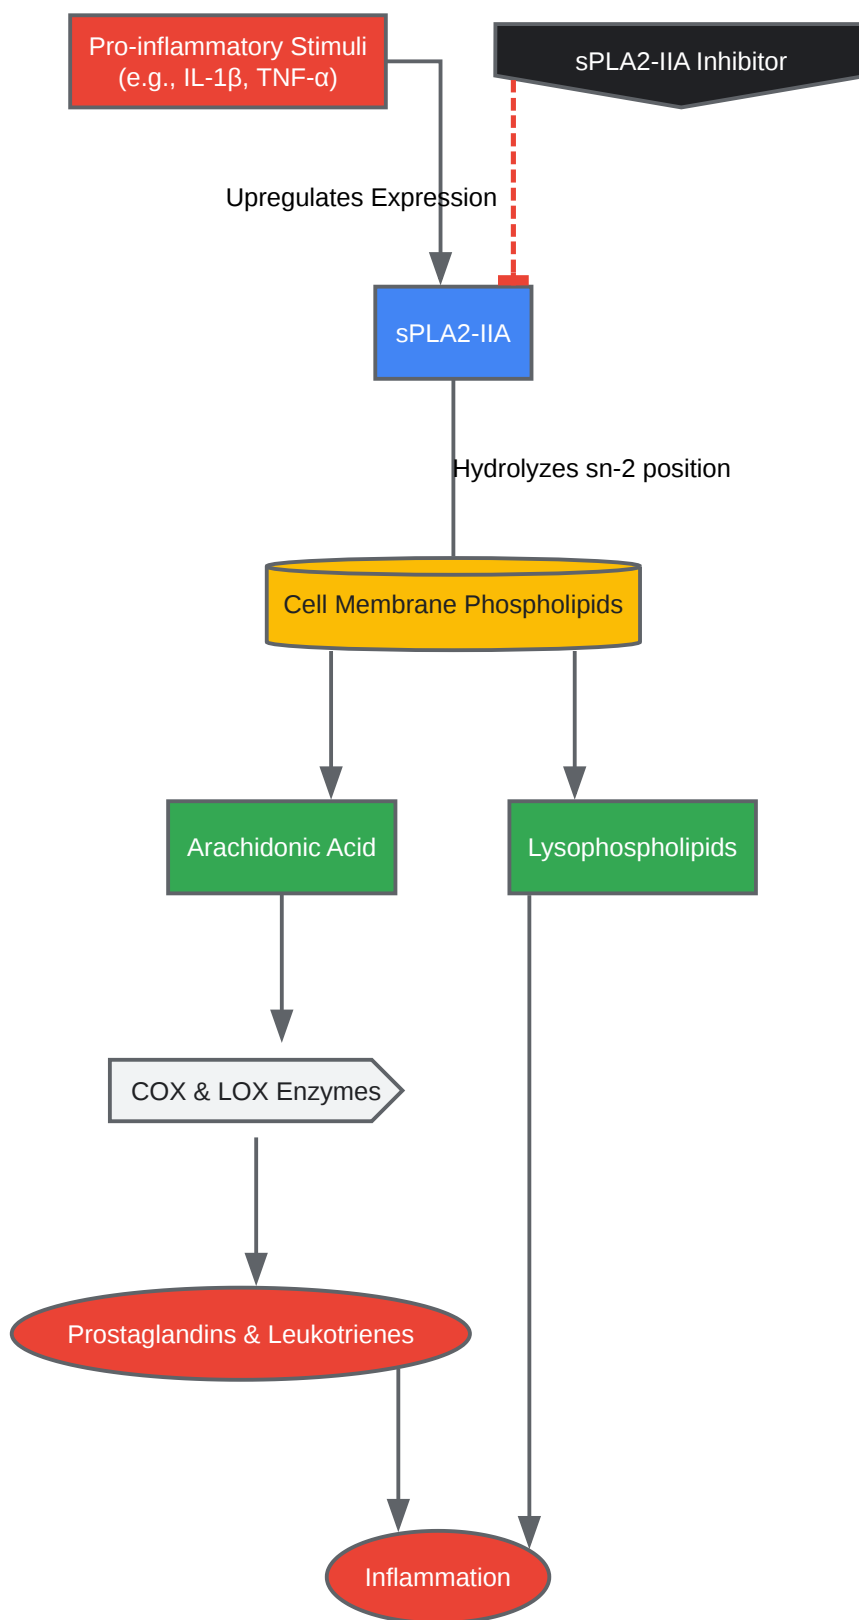 Pro-inflammatory Stimuli
(e.g., IL-1β, TNF-α)
sPLA2-IIA Inhibitor
Upregulates Expression
sPLA2-IIA
Hydrolyzes sn-2 position
Cell Membrane Phospholipids
Arachidonic Acid
Lysophospholipids
COX & LOX Enzymes
Prostaglandins & Leukotrienes
Inflammation